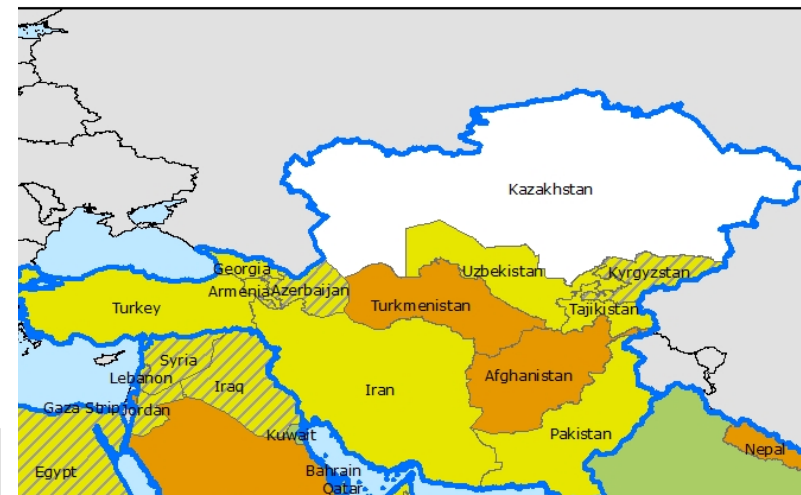 Kazakhstan
Georgia
Uzbekistan
Kyrgyzstan
Armenia
Azerbaijan
Turkey
Turkmenistan
Tajikistan
Syria
Lebanon
Iraq
Iran
Afghanistan
Gaza Strip
Jordan
Kuwait
Pakistan
Nepal
Egypt
Bahrain
Qatar